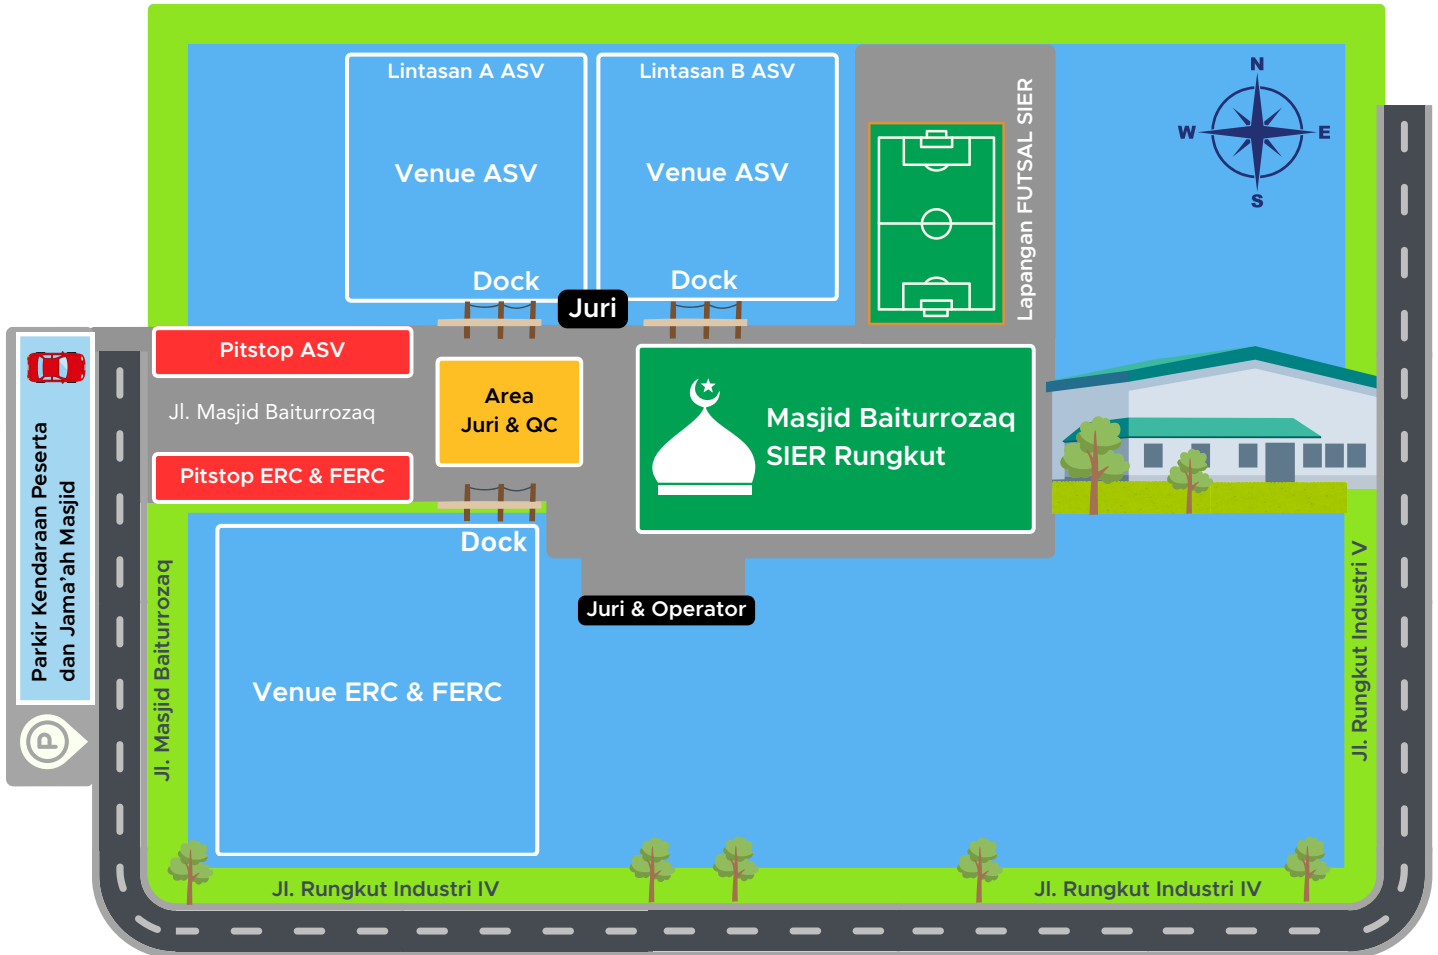 Lintasan A ASV
Lintasan B ASV
Venue ASV
Venue ASV
Dock
Dock
Juri
Lapangan FUTSAL SIER
N
W
E
S
Pitstop ASV
Jl. Masjid Baiturrozaq
Pitstop ERC & FERC
Area
Juri & QC
Masjid Baiturrozaq
SIER Rungkut
Parkir Kendaraan Peserta
dan Jama'ah Masjid
P
Dock
Juri & Operator
Venue ERC & FERC
Jl. Masjid Baiturrozaq
Jl. Rungkut Industri V
Jl. Rungkut Industri IV
Jl. Rungkut Industri IV